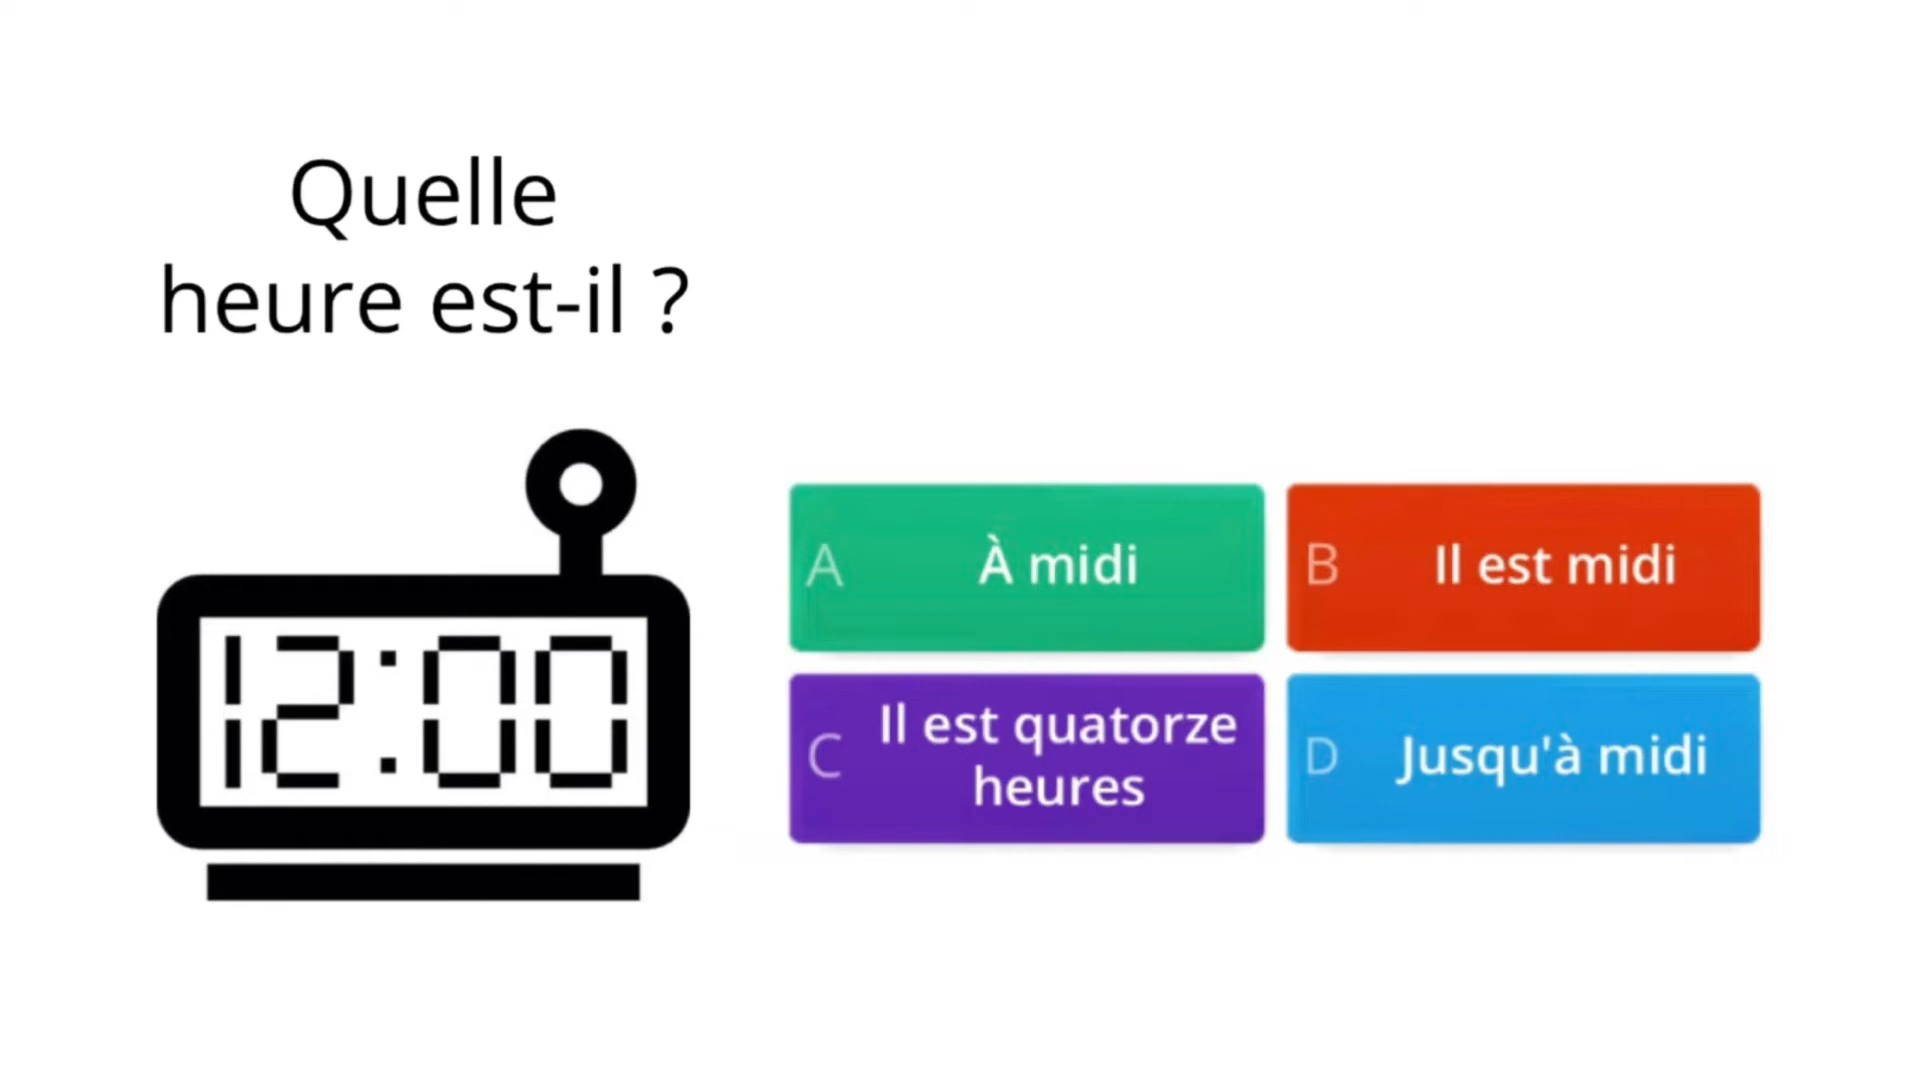 Quelle
heure est-il ?
12:00
A À midi
B Il est midi
C Il est quatorze
heures
D Jusqu'à midi